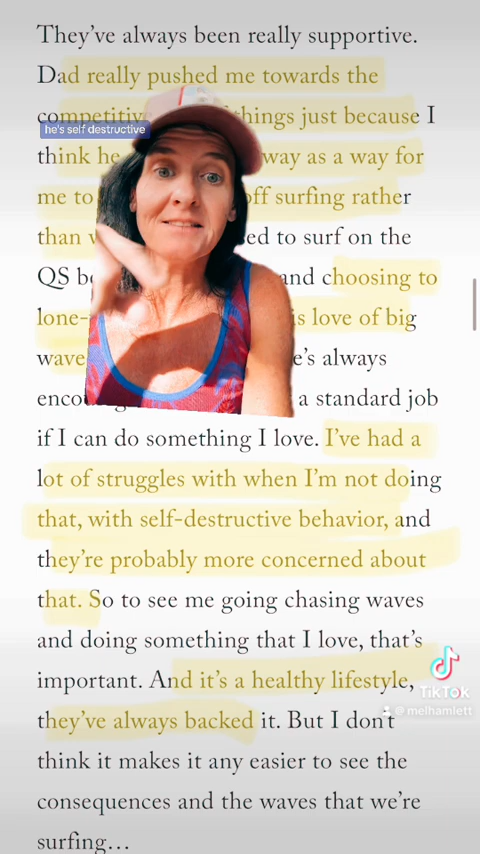 They've always been really supportive.
Dad really pushed me towards the
competitiv things just because I
he's self destructive
think he way as a way for
me to off surfing rather
than ed to surf on the
QS b and choosing to
lone- is love of big
wave e's always
enco a standard job
if I can do something I love. I've had a
lot of struggles with when I'm not doing
that, with self-destructive behavior, and
they're probably more concerned about
that. So to see me going chasing waves
and doing something that I love, that's
important. And it's a healthy lifestyle,
TikTok
@melhamlett
they've always backed it. But I don't
think it makes it any easier to see the
consequences and the waves that we're
surfing…